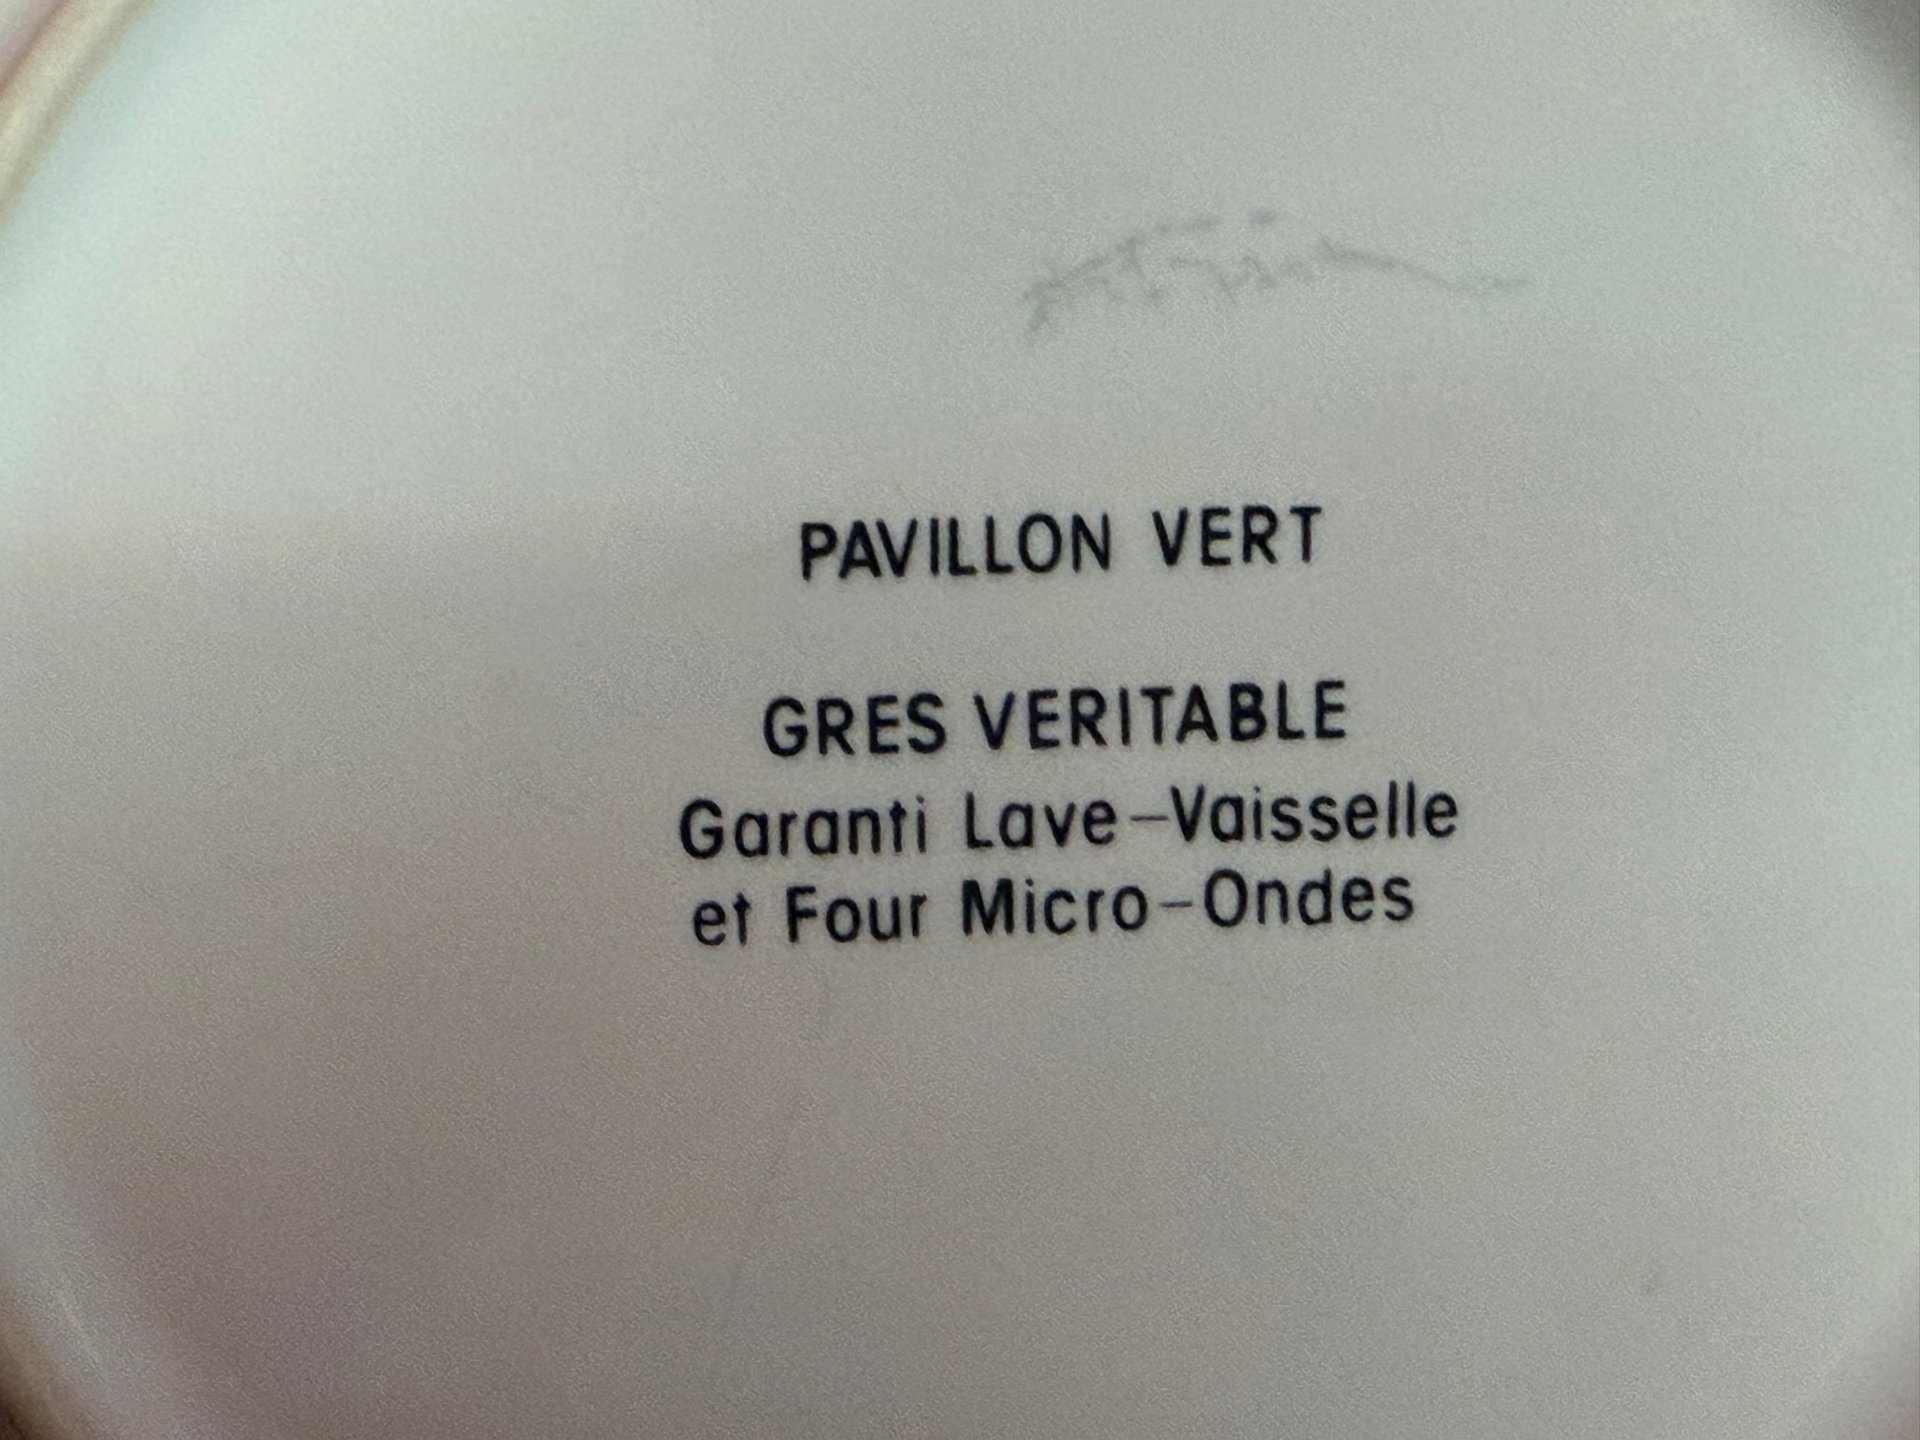 PAVILLON VERT
GRES VERITABLE
Garanti Lave-Vaisselle
et Four Micro-Ondes